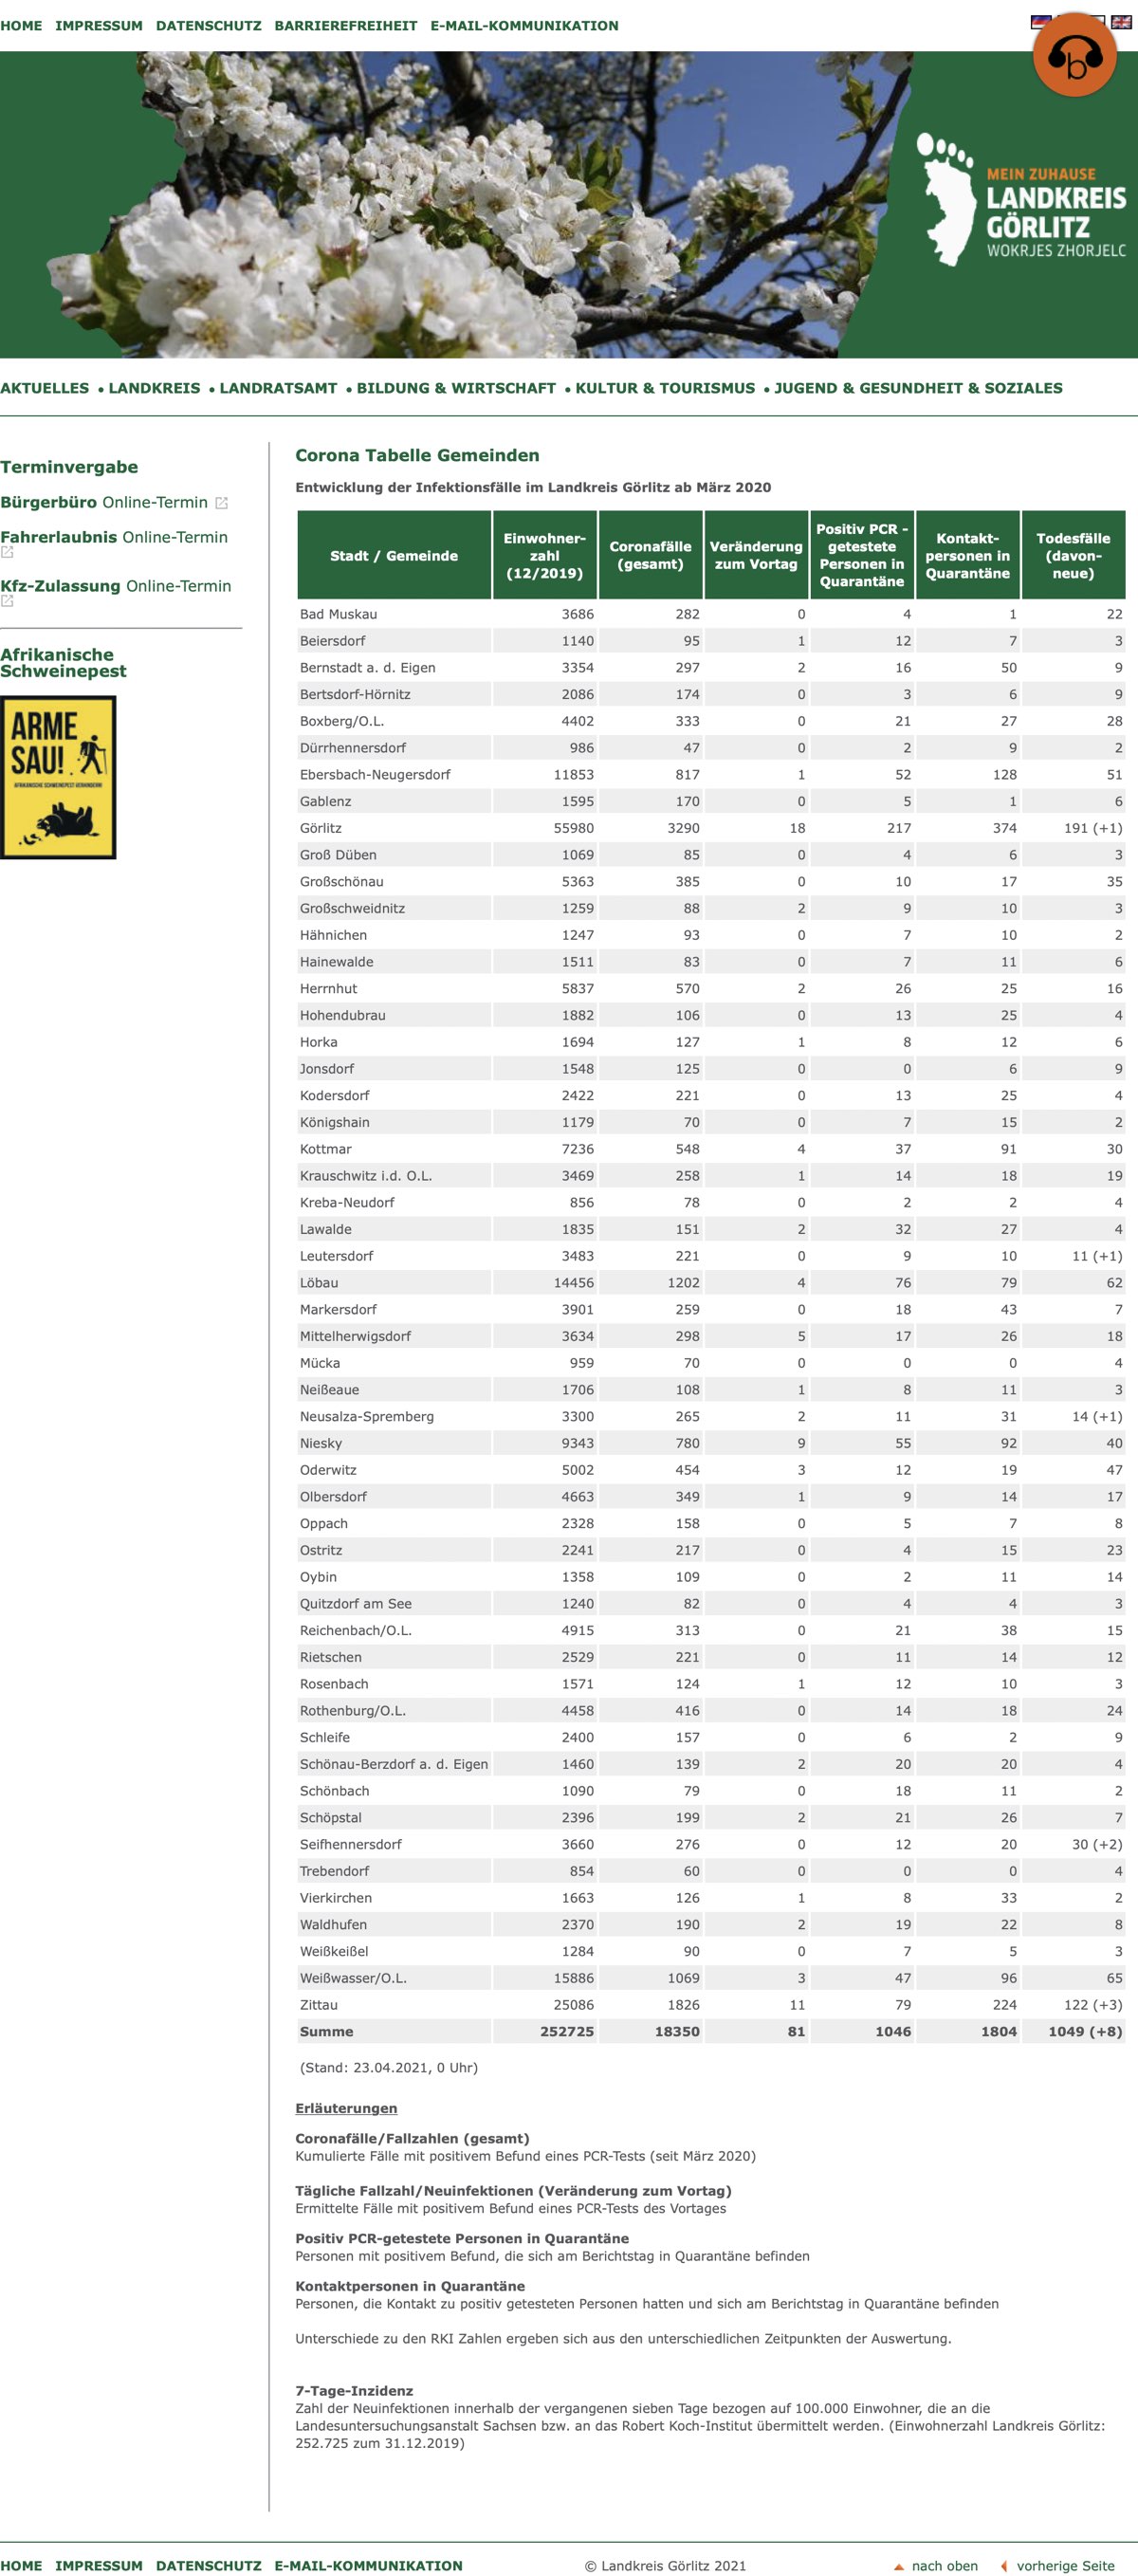 HOME IMPRESSUM DATENSCHUTZ BARRIEREFREIHEIT E-MAIL-KOMMUNIKATION
b
MEIN ZUHAUSE
LANDKREIS
GÖRLITZ
WOKRJES ZHORJELC
AKTUELLES • LANDKREIS • LANDRATSAMT • BILDUNG & WIRTSCHAFT • KULTUR & TOURISMUS • JUGEND & GESUNDHEIT & SOZIALES
Terminvergabe
Bürgerbüro Online-Termin
Fahrerlaubnis Online-Termin
Kfz-Zulassung Online-Termin
Afrikanische
Schweinepest
ARME
SAU!
AFRIKANISCHE SCHWEINEPEST VERHINDERN!
Corona Tabelle Gemeinden
Entwicklung der Infektionsfälle im Landkreis Görlitz ab März 2020
Stadt / Gemeinde Einwohner-zahl (12/2019) Coronafälle (gesamt) Veränderung zum Vortag Positiv PCR - getestete Personen in Quarantäne Kontakt-personen in Quarantäne Todesfälle (davon-neue)
Bad Muskau 3686 282 0 4 1 22
Beiersdorf 1140 95 1 12 7 3
Bernstadt a. d. Eigen 3354 297 2 16 50 9
Bertsdorf-Hörnitz 2086 174 0 3 6 9
Boxberg/O.L. 4402 333 0 21 27 28
Dürrhennersdorf 986 47 0 2 9 2
Ebersbach-Neugersdorf 11853 817 1 52 128 51
Gablenz 1595 170 0 5 1 6
Görlitz 55980 3290 18 217 374 191 (+1)
Groß Düben 1069 85 0 4 6 3
Großschönau 5363 385 0 10 17 35
Großschweidnitz 1259 88 2 9 10 3
Hähnichen 1247 93 0 7 10 2
Hainewalde 1511 83 0 7 11 6
Herrnhut 5837 570 2 26 25 16
Hohendubrau 1882 106 0 13 25 4
Horka 1694 127 1 8 12 6
Jonsdorf 1548 125 0 0 6 9
Kodersdorf 2422 221 0 13 25 4
Königshain 1179 70 0 7 15 2
Kottmar 7236 548 4 37 91 30
Krauschwitz i.d. O.L. 3469 258 1 14 18 19
Kreba-Neudorf 856 78 0 2 2 4
Lawalde 1835 151 2 32 27 4
Leutersdorf 3483 221 0 9 10 11 (+1)
Löbau 14456 1202 4 76 79 62
Markersdorf 3901 259 0 18 43 7
Mittelherwigsdorf 3634 298 5 17 26 18
Mücka 959 70 0 0 0 4
Neißeaue 1706 108 1 8 11 3
Neusalza-Spremberg 3300 265 2 11 31 14 (+1)
Niesky 9343 780 9 55 92 40
Oderwitz 5002 454 3 12 19 47
Olbersdorf 4663 349 1 9 14 17
Oppach 2328 158 0 5 7 8
Ostritz 2241 217 0 4 15 23
Oybin 1358 109 0 2 11 14
Quitzdorf am See 1240 82 0 4 4 3
Reichenbach/O.L. 4915 313 0 21 38 15
Rietschen 2529 221 0 11 14 12
Rosenbach 1571 124 1 12 10 3
Rothenburg/O.L. 4458 416 0 14 18 24
Schleife 2400 157 0 6 2 9
Schönau-Berzdorf a. d. Eigen 1460 139 2 20 20 4
Schönbach 1090 79 0 18 11 2
Schöpstal 2396 199 2 21 26 7
Seifhennersdorf 3660 276 0 12 20 30 (+2)
Trebendorf 854 60 0 0 0 4
Vierkirchen 1663 126 1 8 33 2
Waldhufen 2370 190 2 19 22 8
Weißkeißel 1284 90 0 7 5 3
Weißwasser/O.L. 15886 1069 3 47 96 65
Zittau 25086 1826 11 79 224 122 (+3)
Summe 252725 18350 81 1046 1804 1049 (+8)
(Stand: 23.04.2021, 0 Uhr)
Erläuterungen
Coronafälle/Fallzahlen (gesamt)
Kumulierte Fälle mit positivem Befund eines PCR-Tests (seit März 2020)
Tägliche Fallzahl/Neuinfektionen (Veränderung zum Vortag)
Ermittelte Fälle mit positivem Befund eines PCR-Tests des Vortages
Positiv PCR-getestete Personen in Quarantäne
Personen mit positivem Befund, die sich am Berichtstag in Quarantäne befinden
Kontaktpersonen in Quarantäne
Personen, die Kontakt zu positiv getesteten Personen hatten und sich am Berichtstag in Quarantäne befinden
Unterschiede zu den RKI Zahlen ergeben sich aus den unterschiedlichen Zeitpunkten der Auswertung.
7-Tage-Inzidenz
Zahl der Neuinfektionen innerhalb der vergangenen sieben Tage bezogen auf 100.000 Einwohner, die an die
Landesuntersuchungsanstalt Sachsen bzw. an das Robert Koch-Institut übermittelt werden. (Einwohnerzahl Landkreis Görlitz:
252.725 zum 31.12.2019)
HOME IMPRESSUM DATENSCHUTZ E-MAIL-KOMMUNIKATION © Landkreis Görlitz 2021 nach oben vorherige Seite